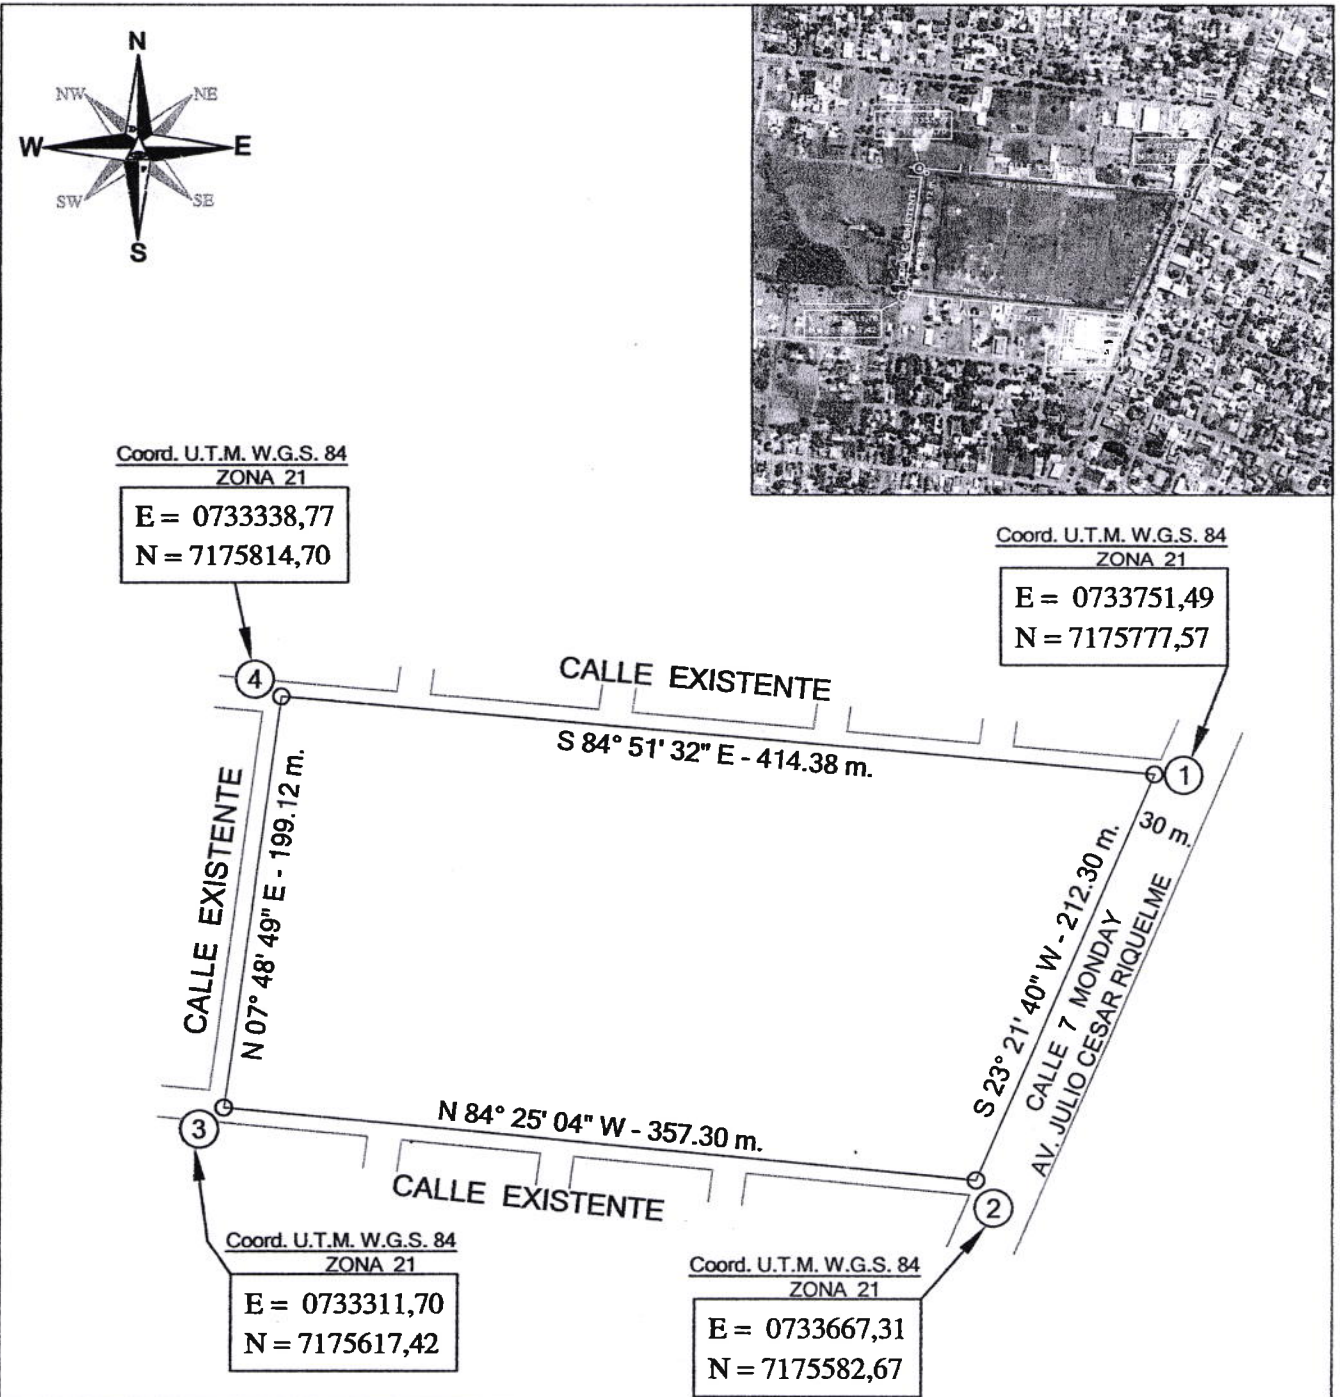 N
NW
NE
W
E
SW
SE
S
Coord. U.T.M. W.G.S. 84
ZONA 21
E = 0733338,77
N = 7175814,70
Coord. U.T.M. W.G.S. 84
ZONA 21
E = 0733751,49
N = 7175777,57
4
CALLE EXISTENTE
S 84° 51' 32" E - 414.38 m.
1
30 m.
CALLE EXISTENTE
N 07° 48' 49" E - 199.12 m.
S 23° 21' 40" W - 212.30 m.
CALLE 7 MONDAY
AV. JULIO CESAR RIQUELME
3
N 84° 25' 04" W - 357.30 m.
CALLE EXISTENTE
2
Coord. U.T.M. W.G.S. 84
ZONA 21
E = 0733311,70
N = 7175617,42
Coord. U.T.M. W.G.S. 84
ZONA 21
E = 0733667,31
N = 7175582,67